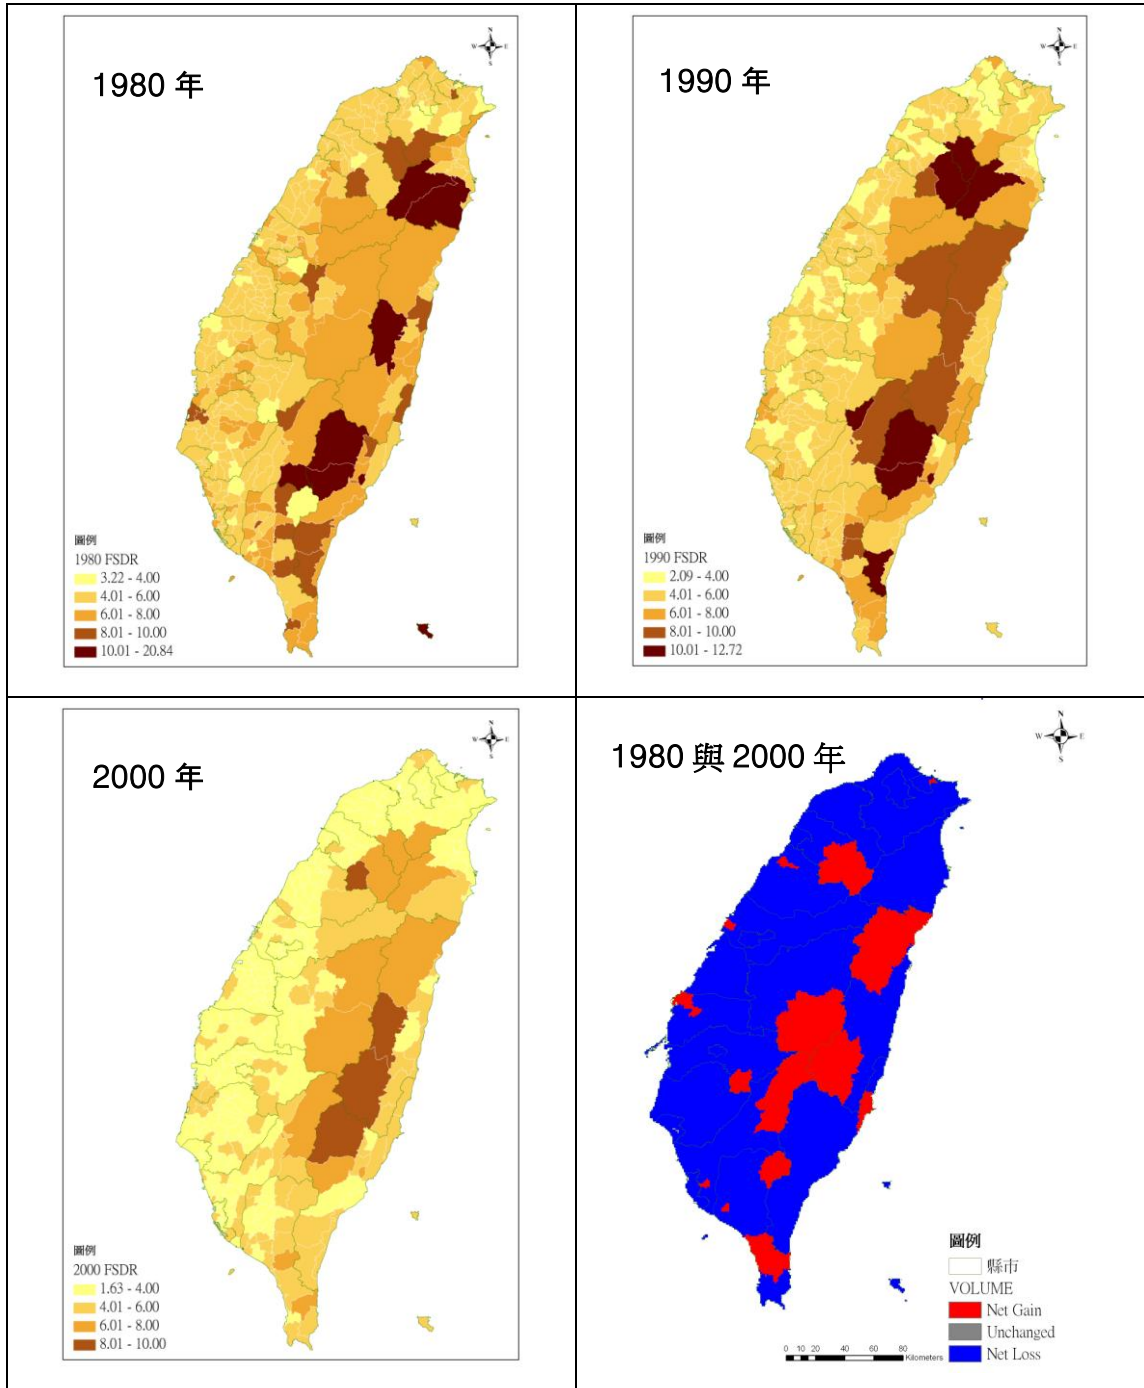 N
W E
S
1980 年
圖例
1980 FSDR
3.22 - 4.00
4.01 - 6.00
6.01 - 8.00
8.01 - 10.00
10.01 - 20.84
N
W E
S
1990 年
圖例
1990 FSDR
2.09 - 4.00
4.01 - 6.00
6.01 - 8.00
8.01 - 10.00
10.01 - 12.72
N
W E
S
2000 年
圖例
2000 FSDR
1.63 - 4.00
4.01 - 6.00
6.01 - 8.00
8.01 - 10.00
N
W E
S
1980 與 2000 年
圖例
縣市
VOLUME
Net Gain
Unchanged
Net Loss
0 10 20 40 60 80
Kilometers